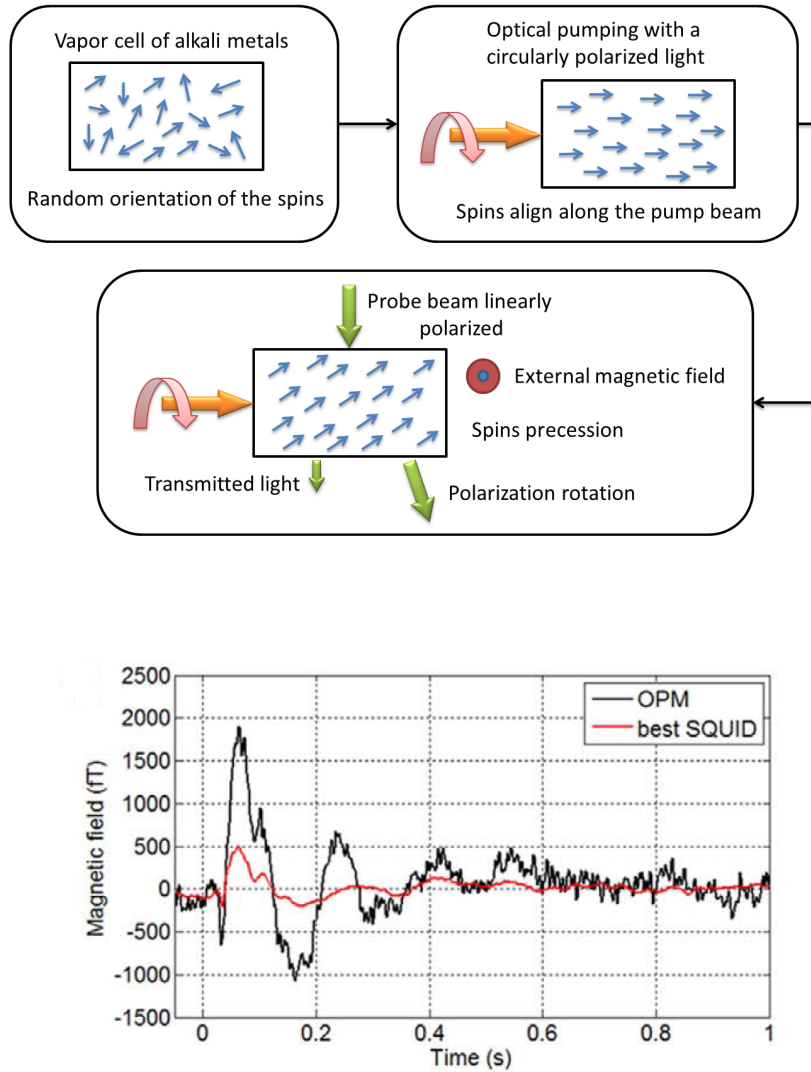 Vapor cell of alkali metals
Random orientation of the spins
Optical pumping with a
circularly polarized light
Spins align along the pump beam
Probe beam linearly
polarized
External magnetic field
Spins precession
Transmitted light
Polarization rotation
2500
2000
1500
1000
500
0
-500
-1000
-1500
Magnetic field (fT)
OPM
best SQUID
0 0.2 0.4 0.6 0.8 1
Time (s)